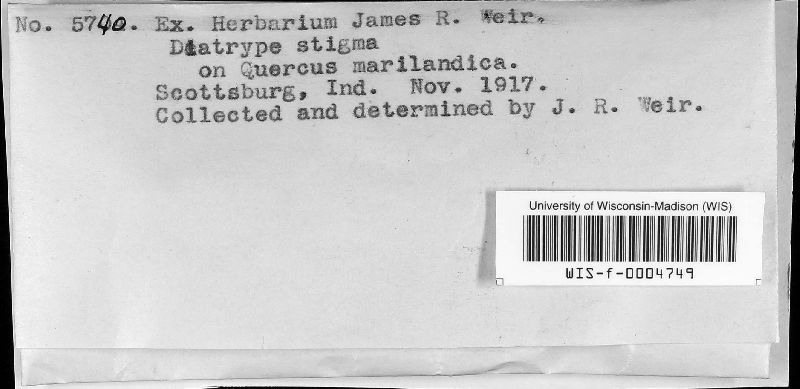 No. 5740. Ex. Herbarium James R. Weir.
Diatrype stigma
on Quercus marilandica.
Scottsburg, Ind. Nov. 1917.
Collected and determined by J. R. Weir.
University of Wisconsin-Madison (WIS)
WIS-f-0004749